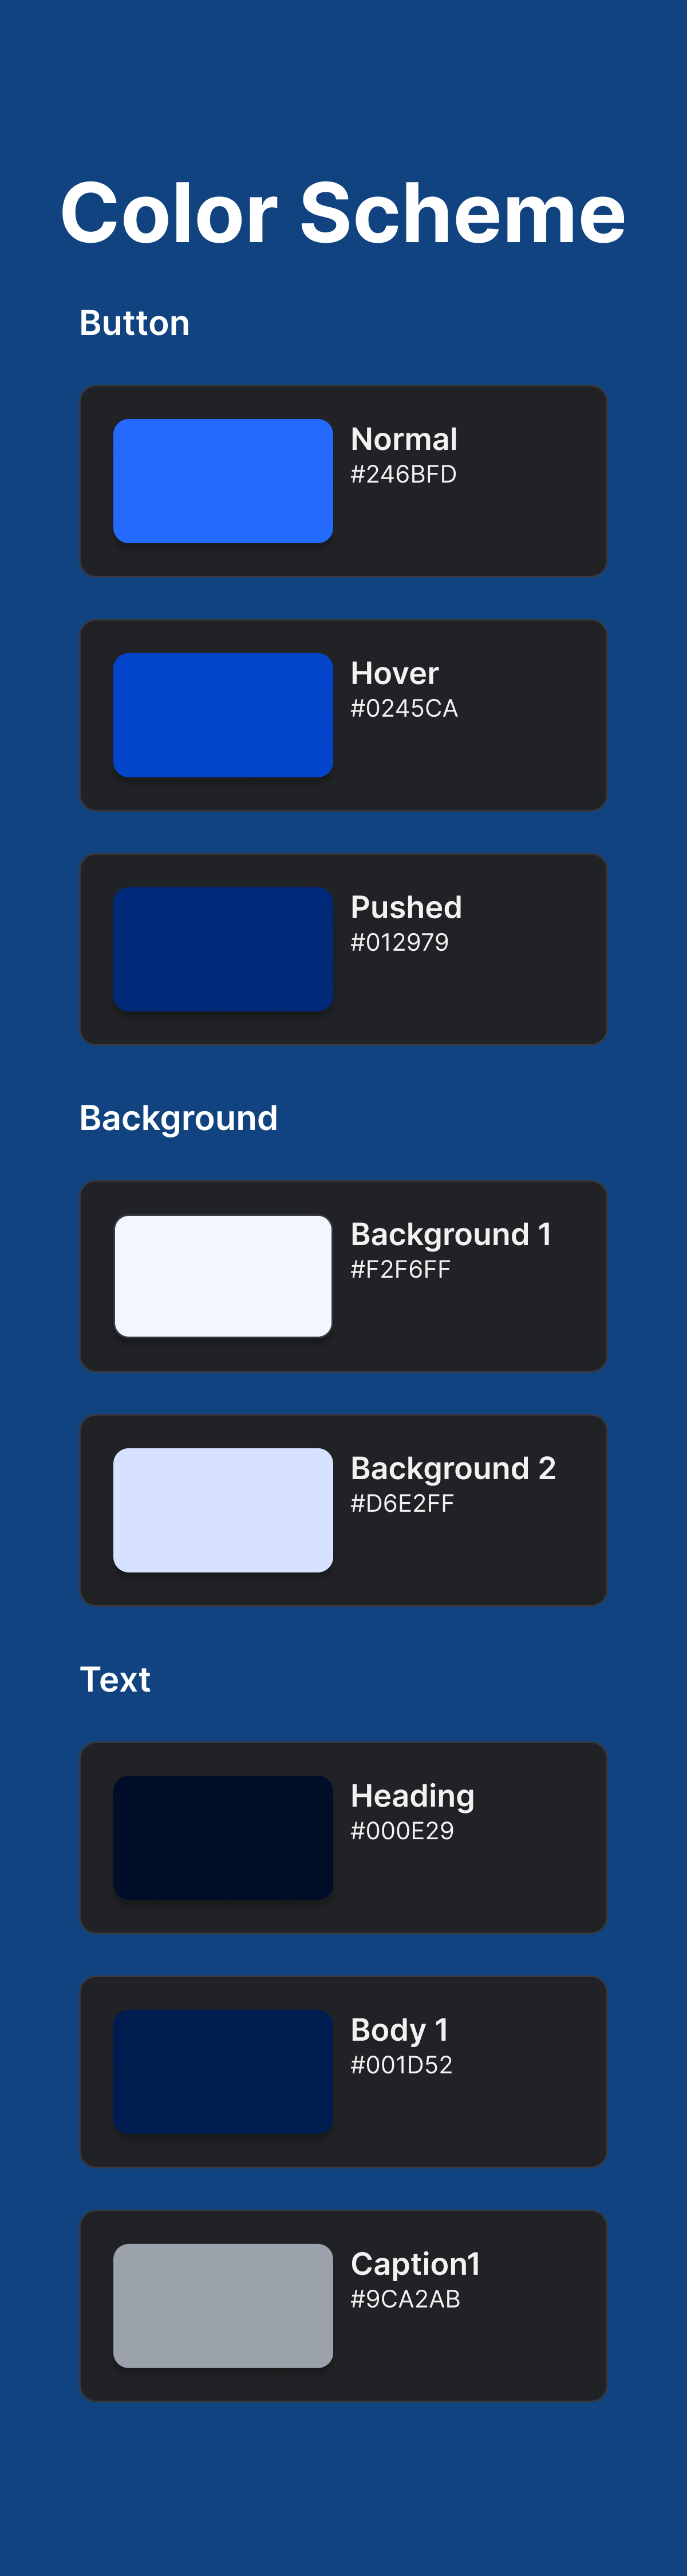 Color Scheme
Button
Normal
#246BFD
Hover
#0245CA
Pushed
#012979
Background
Background 1
#F2F6FF
Background 2
#D6E2FF
Text
Heading
#000E29
Body 1
#001D52
Caption1
#9CA2AB